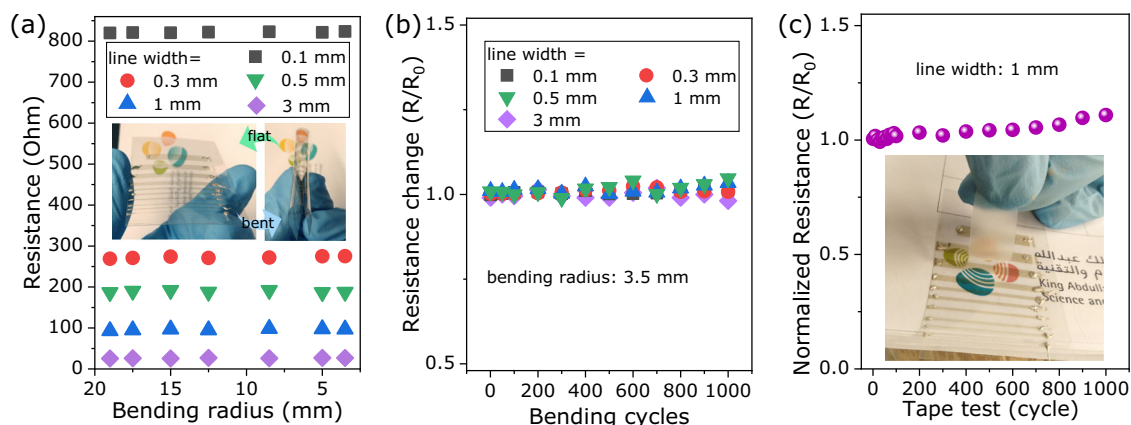 (a)
Resistance (Ohm)
800
700
600
500
400
300
200
100
0
line width=
0.1 mm
0.3 mm
0.5 mm
1 mm
3 mm
flat
bent
20
15
10
5
Bending radius (mm)
(b)
Resistance change (R/R₀)
1.5
1.0
0.5
line width =
0.1 mm
0.3 mm
0.5 mm
1 mm
3 mm
bending radius: 3.5 mm
0
200
400
600
800
1000
Bending cycles
(c)
Normalized Resistance (R/R₀)
1.5
1.0
0.5
0.0
line width: 1 mm
عبدالله
والتقنية
King Abdull
Science and
0
200
400
600
800
1000
Tape test (cycle)